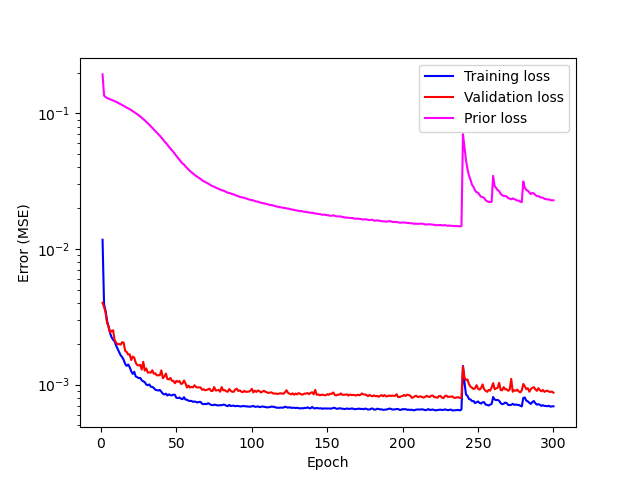 Training loss
Validation loss
Prior loss
10⁻¹
10⁻²
10⁻³
Error (MSE)
0 50 100 150 200 250 300
Epoch